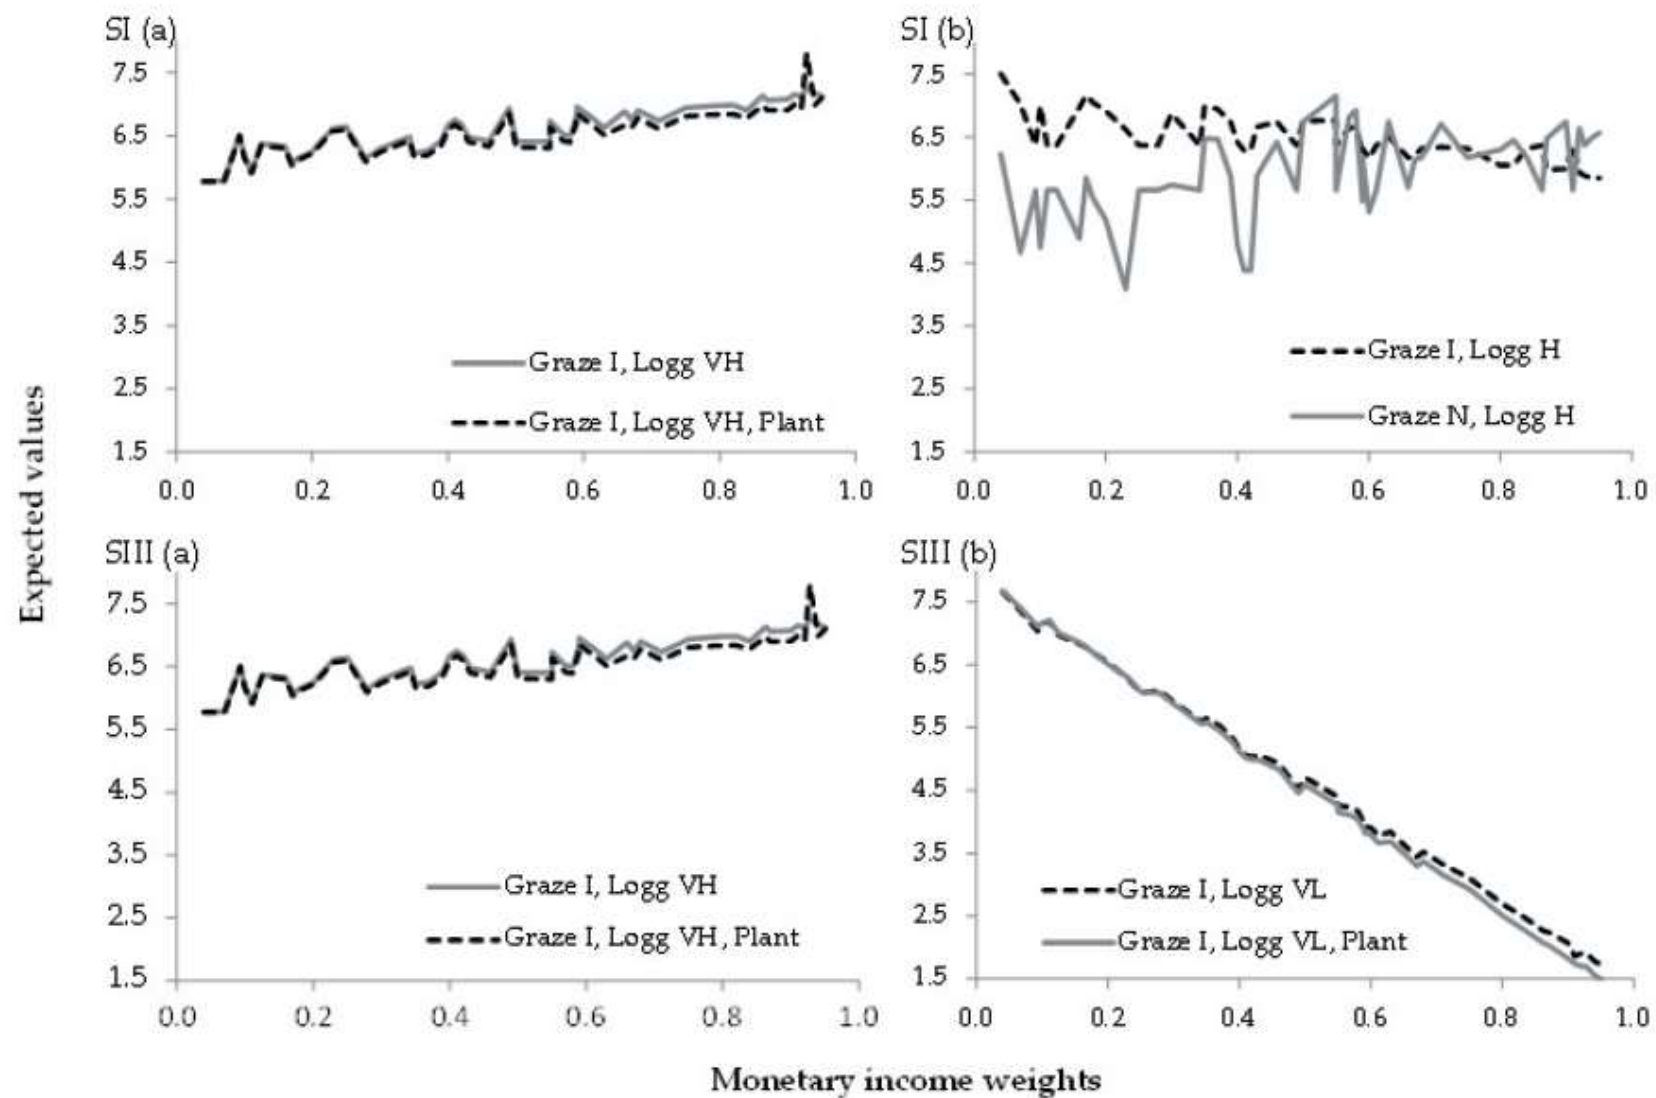 SI (a)
7.5
6.5
5.5
4.5
3.5
2.5
1.5
Graze I, Logg VH
Graze I, Logg VH, Plant
0.0 0.2 0.4 0.6 0.8 1.0
SI (b)
7.5
6.5
5.5
4.5
3.5
2.5
1.5
Graze I, Logg H
Graze N, Logg H
0.0 0.2 0.4 0.6 0.8 1.0
Expected values
SIII (a)
7.5
6.5
5.5
4.5
3.5
2.5
1.5
Graze I, Logg VH
Graze I, Logg VH, Plant
0.0 0.2 0.4 0.6 0.8 1.0
SIII (b)
7.5
6.5
5.5
4.5
3.5
2.5
1.5
Graze I, Logg VL
Graze I, Logg VL, Plant
0.0 0.2 0.4 0.6 0.8 1.0
Monetary income weights